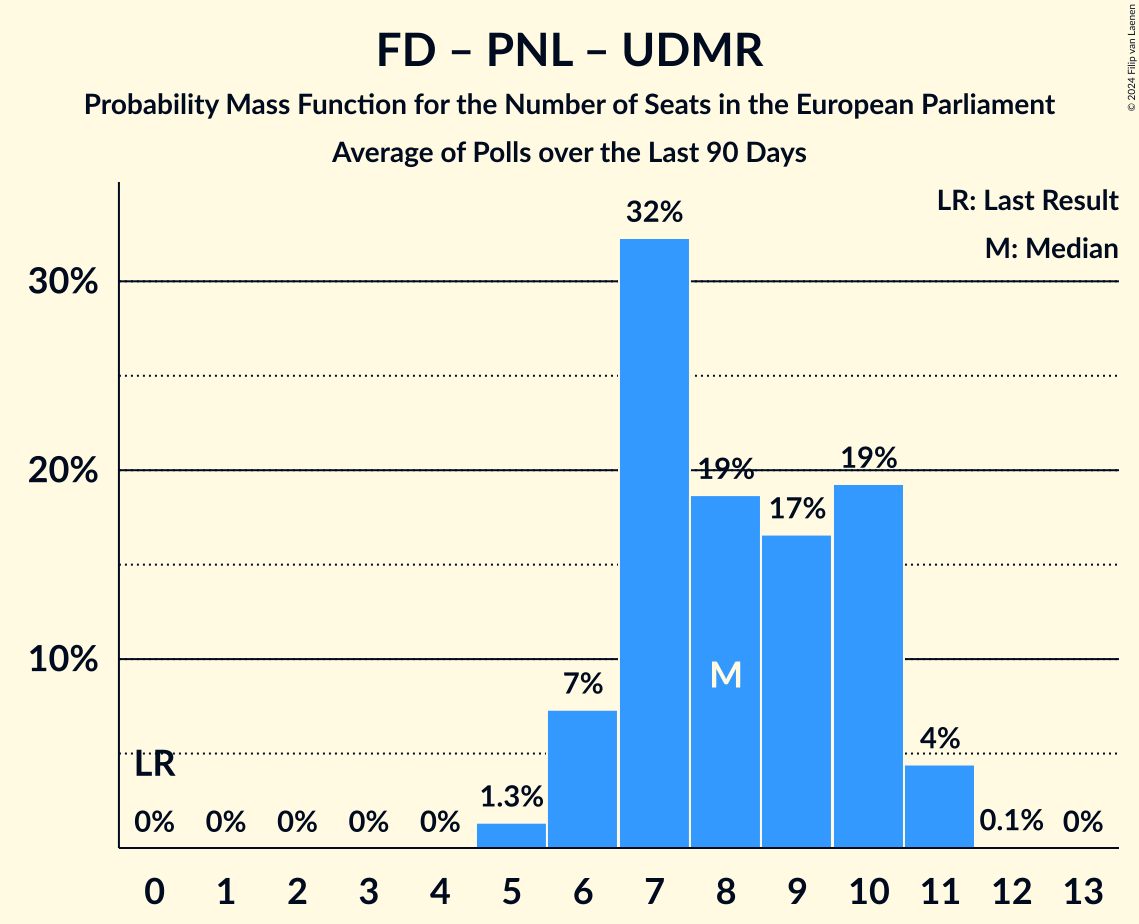 FD – PNL – UDMR
Probability Mass Function for the Number of Seats in the European Parliament
Average of Polls over the Last 90 Days
© 2024 Filip van Laenen
LR: Last Result
M: Median
30%
20%
10%
LR
M
0% 0% 0% 0% 0% 1.3% 7% 32% 19% 17% 19% 4% 0.1% 0%
0 1 2 3 4 5 6 7 8 9 10 11 12 13